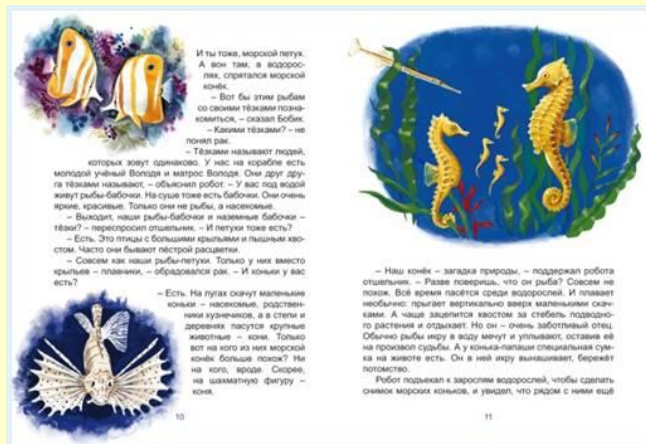 И ты тоже, морской петух.
А вон там, в водорос-
лях, спрятался морской
конёк.
– Вот бы этим рыбам
со своими тёзками позна-
комиться, – сказал Бобик.
– Какими тёзками? – не
понял рак.
– Тёзками называют людей,
которых зовут одинаково. У нас на корабле есть
молодой учёный Володя и матрос Володя. Они друг дру-
га тёзками называют, – объяснил робот. – У вас под водой
живут рыбы-бабочки. На суше тоже есть бабочки. Они очень
яркие, красивые. Только они не рыбы, а насекомые.
– Выходит, наши рыбы-бабочки и наземные бабочки –
тёзки? – переспросил отшельник. – И петухи тоже есть?
– Есть. Это птицы с большими крыльями и пышным хво-
стом. Часто они бывают пёстрой расцветки.
– Совсем как наши рыбы-петухи. Только у них вместо
крыльев – плавники, – обрадовался рак. – И коньки у вас
есть?
– Есть. На лугах скачут маленькие
коньки – насекомые, родствен-
ники кузнечиков, а в степи и
деревнях пасутся крупные
животные – кони. Только
вот на кого из них морской
конёк больше похож? Ни
на кого, вроде. Скорее,
на шахматную фигуру –
коня.
10
– Наш конёк – загадка природы, – поддержал робота
отшельник. – Разве поверишь, что он рыба? Совсем не
похож. Всё время пасётся среди водорослей. И плавает
необычно: прыгает вертикально вверх маленькими скач-
ками. А чаще зацепится хвостом за стебель подводно-
го растения и отдыхает. Но он – очень заботливый отец.
Обычно рыбы икру в воду мечут и уплывают, оставив её
на произвол судьбы. А у конька-папаши специальная сум-
ка на животе есть. Он в ней икру вынашивает, бережёт
потомство.
Робот подъехал к зарослям водорослей, чтобы сделать
снимок морских коньков, и увидел, что рядом с ними ещё
11